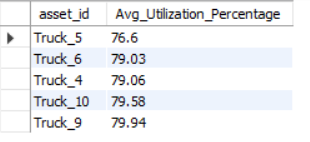 asset_id Avg_Utilization_Percentage
Truck_5 76.6
Truck_6 79.03
Truck_4 79.06
Truck_10 79.58
Truck_9 79.94